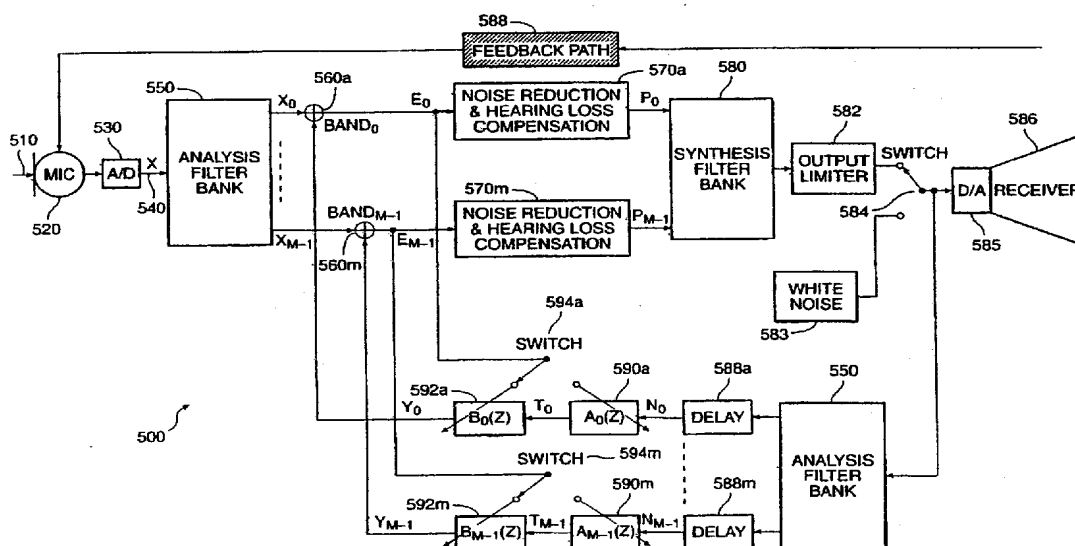 588
FEEDBACK PATH
550
560a
570a
580
X0
E0
NOISE REDUCTION
& HEARING LOSS
COMPENSATION
P0
BAND0
582
586
510
530
MIC
A/D
X
540
520
ANALYSIS
FILTER
BANK
SYNTHESIS
FILTER
BANK
OUTPUT
LIMITER
SWITCH
584
D/A
RECEIVER
585
570m
BANDM-1
XM-1
560m
EM-1
NOISE REDUCTION
& HEARING LOSS
COMPENSATION
PM-1
WHITE
NOISE
583
594a
SWITCH
592a
590a
588a
550
Y0
B0(Z)
T0
A0(Z)
N0
DELAY
500
SWITCH
594m
592m
590m
588m
ANALYSIS
FILTER
BANK
YM-1
BM-1(Z)
TM-1
AM-1(Z)
NM-1
DELAY